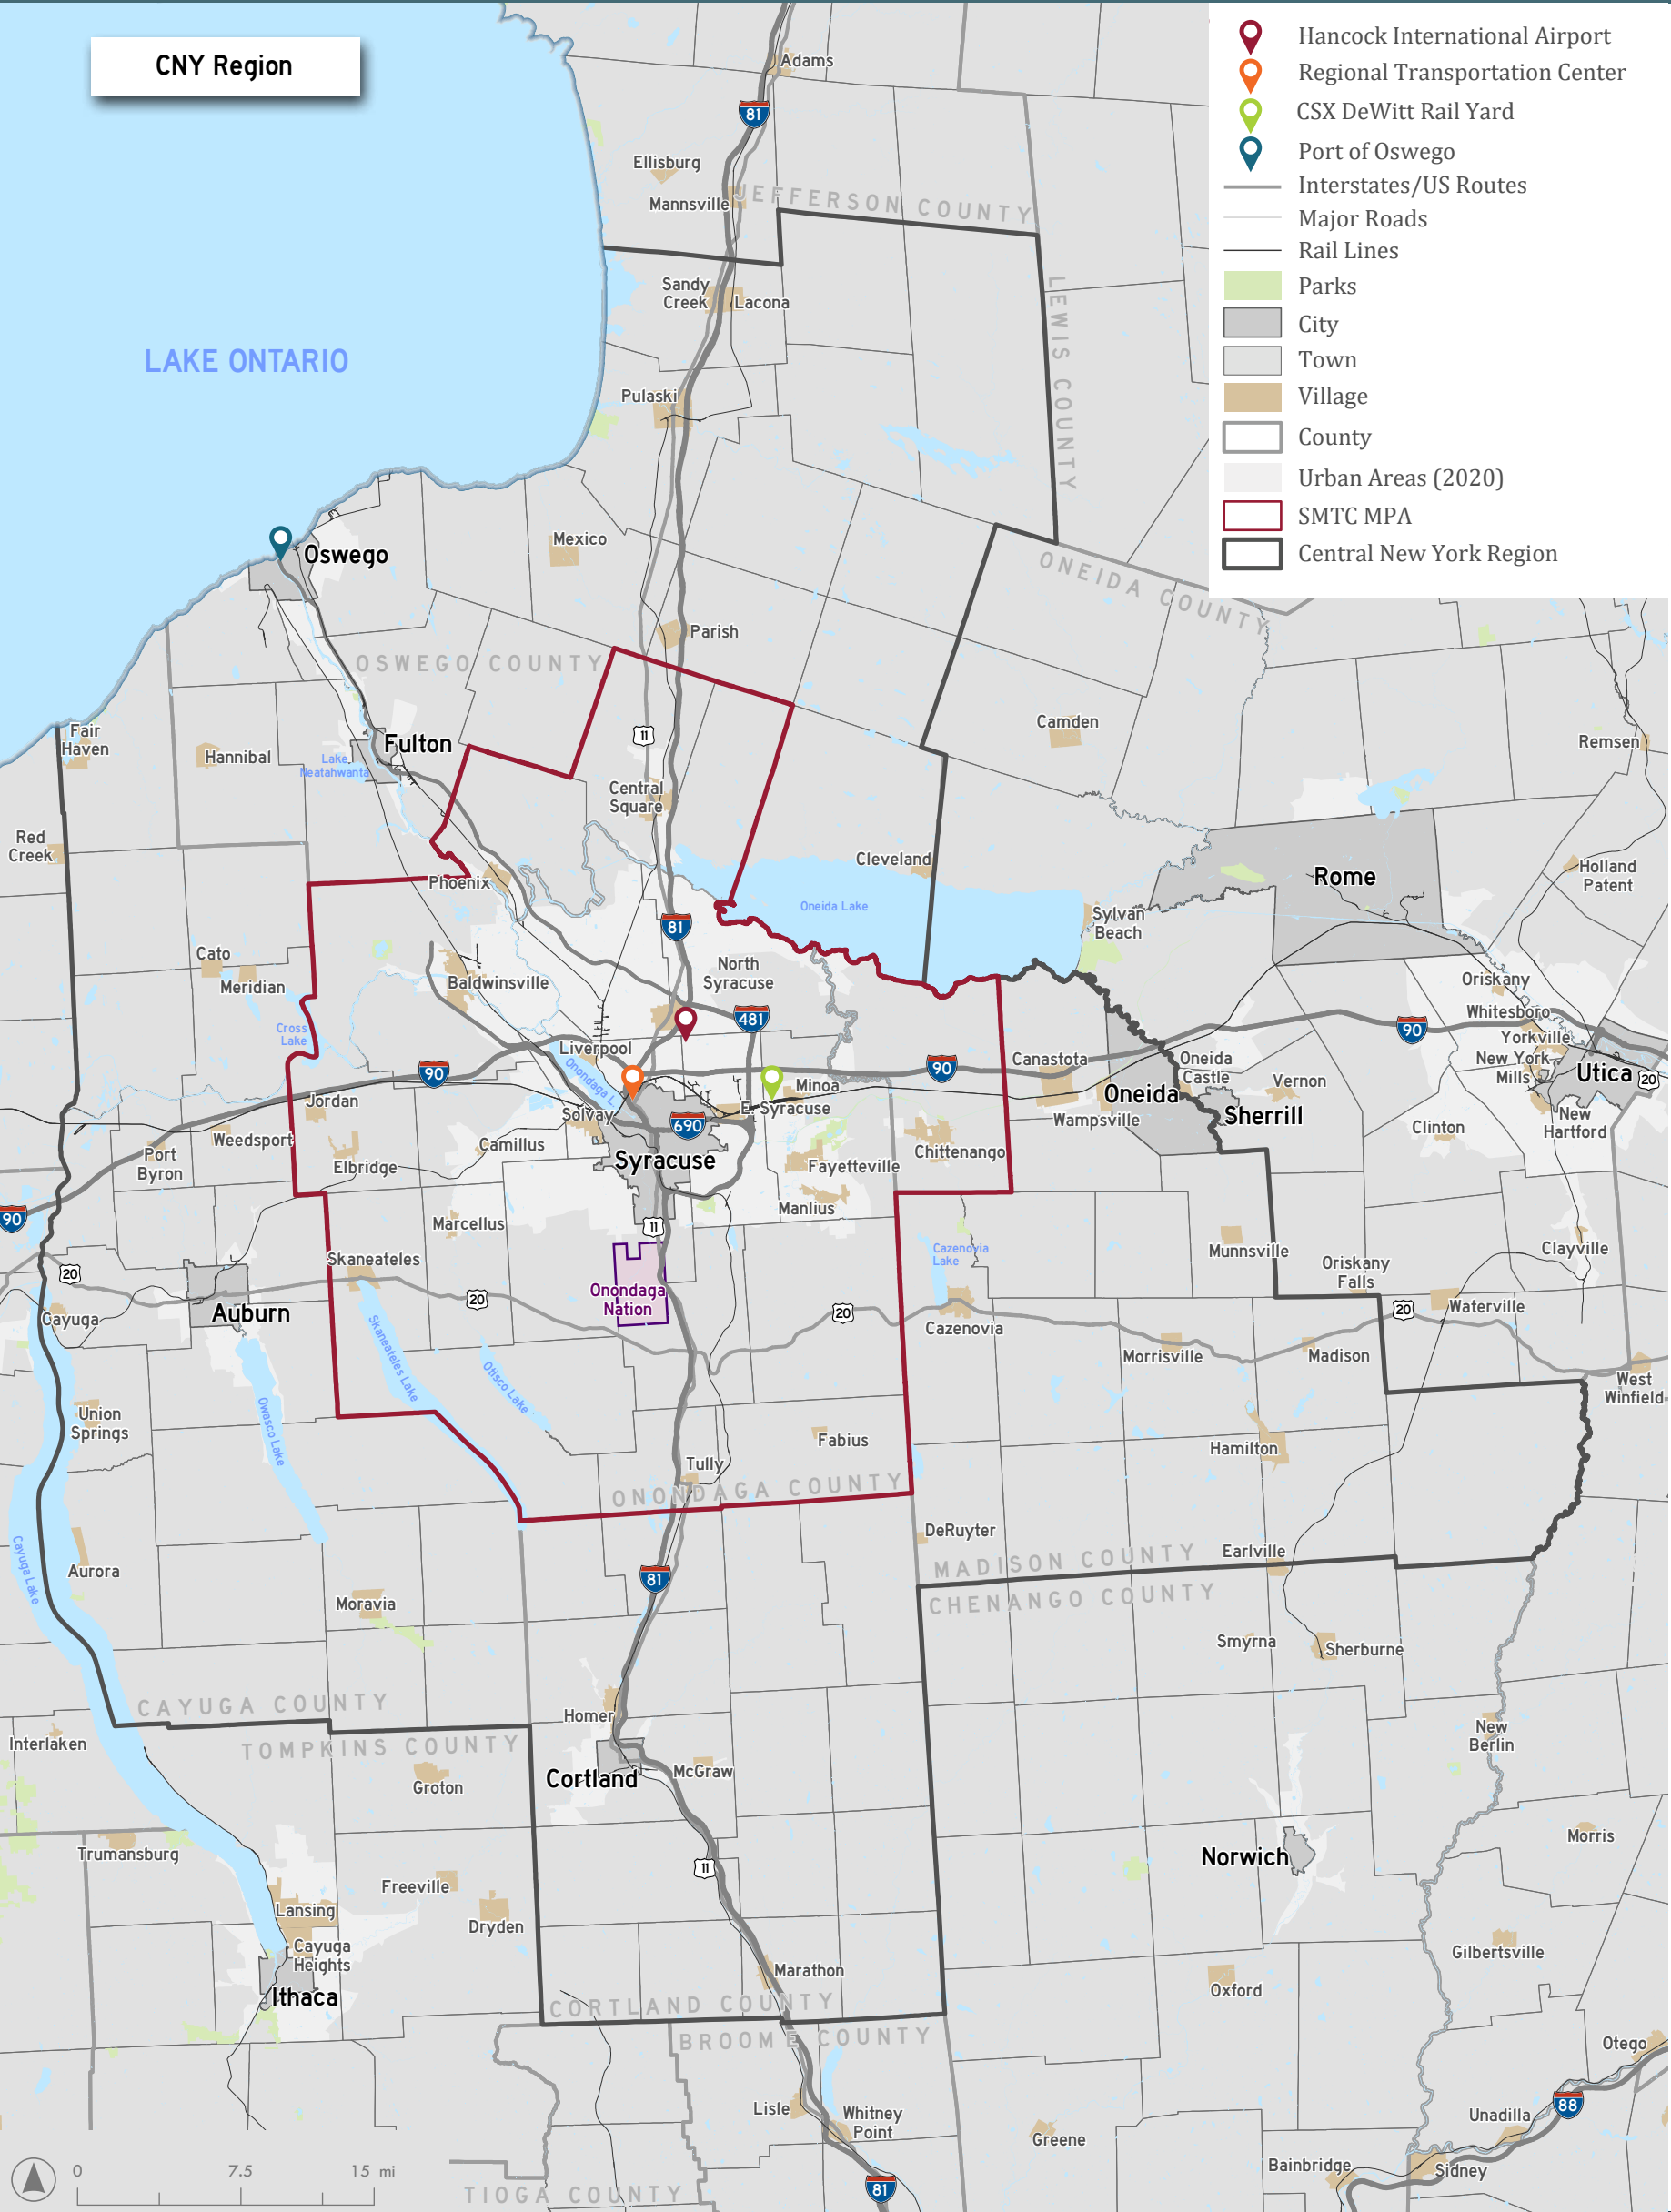 CNY Region
Hancock International Airport
Regional Transportation Center
CSX DeWitt Rail Yard
Port of Oswego
Interstates/US Routes
Major Roads
Rail Lines
Parks
City
Town
Village
County
Urban Areas (2020)
SMTC MPA
Central New York Region
Adams
81
Ellisburg
Mannsville
JEFFERSON COUNTY
Sandy
Creek
Lacona
LEWIS COUNTY
LAKE ONTARIO
Pulaski
Mexico
Oswego
ONEIDA COUNTY
Parish
OSWEGO COUNTY
Camden
Fair
Haven
Hannibal
Fulton
Lake
Neatahwanta
11
Remsen
Central
Square
Red
Creek
Cleveland
Phoenix
Rome
Holland
Patent
Oneida Lake
Sylvan
Beach
81
Cato
Meridian
North
Syracuse
Baldwinsville
Oriskany
Whitesboro
Cross
Lake
481
90
Yorkville
New York
Mills
Utica
20
Liverpool
Onondaga L.
90
90
Canastota
Oneida
Castle
Vernon
Minoa
E. Syracuse
Oneida
Sherrill
Jordan
Solvay
690
Wampsville
New
Hartford
Clinton
Weedsport
Camillus
Port
Byron
Elbridge
Syracuse
Fayetteville
Chittenango
90
Marcellus
11
Manlius
Skaneateles
Cazenovia
Lake
Munnsville
Oriskany
Falls
Clayville
20
Onondaga
Nation
20
20
20
Waterville
Cayuga
Auburn
Cazenovia
Morrisville
Madison
Skaneateles Lake
Otisco Lake
West
Winfield
Union
Springs
Owasco Lake
Fabius
Hamilton
Tully
ONONDAGA COUNTY
DeRuyter
Cayuga Lake
Aurora
MADISON COUNTY
Earlville
81
CHENANGO COUNTY
Moravia
Smyrna
Sherburne
CAYUGA COUNTY
Homer
Interlaken
TOMPKINS COUNTY
New
Berlin
Groton
Cortland
McGraw
Trumansburg
Morris
Norwich
11
Freeville
Lansing
Dryden
Cayuga
Heights
Gilbertsville
Marathon
Ithaca
Oxford
CORTLAND COUNTY
BROOME COUNTY
Otego
Lisle
Whitney
Point
88
Unadilla
Greene
Bainbridge
Sidney
0 7.5 15 mi
81
TIOGA COUNTY